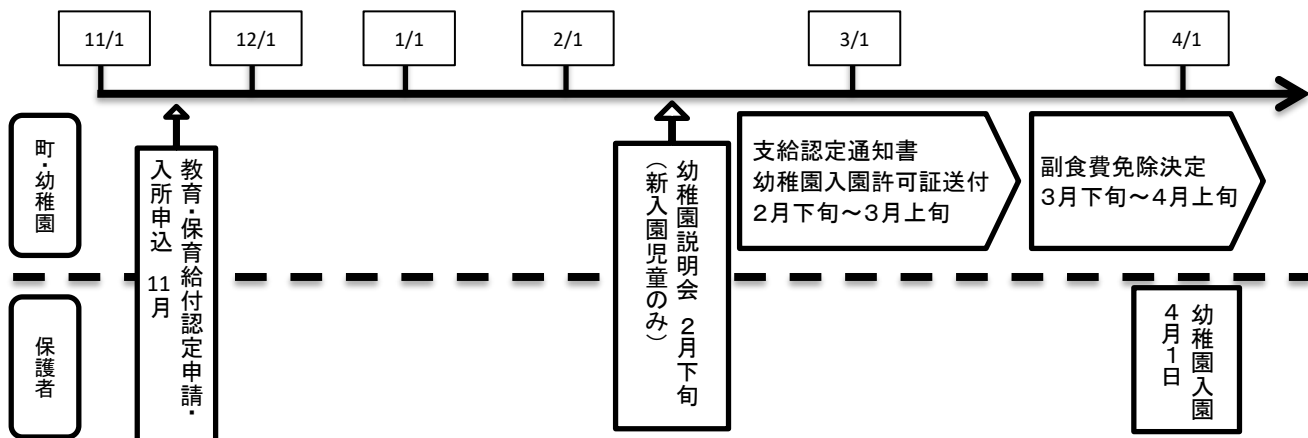 11/1
12/1
1/1
2/1
3/1
4/1
町・幼稚園
教育・保育給付認定申請・
入所申込 11月
幼稚園説明会 2月下旬
（新入園児童のみ）
支給認定通知書
幼稚園入園許可証送付
２月下旬～３月上旬
副食費免除決定
３月下旬～４月上旬
保護者
幼稚園入園
４月１日